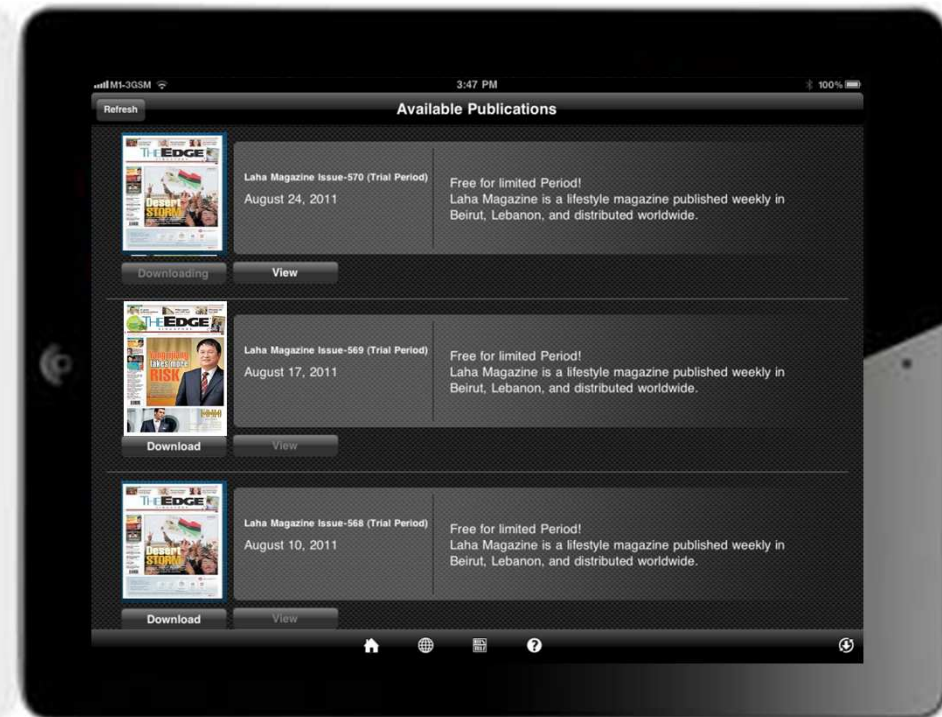 M1-3GSM
3:47 PM
100%
Refresh
Available Publications
THE EDGE
SINGAPORE
Desert
STORM
Laha Magazine Issue-570 (Trial Period)
August 24, 2011
Free for limited Period!
Laha Magazine is a lifestyle magazine published weekly in
Beirut, Lebanon, and distributed worldwide.
Downloading
View
THE EDGE
SINGAPORE
takes more
RISK
Laha Magazine Issue-569 (Trial Period)
August 17, 2011
Free for limited Period!
Laha Magazine is a lifestyle magazine published weekly in
Beirut, Lebanon, and distributed worldwide.
Download
View
THE EDGE
SINGAPORE
Desert
STORM
Laha Magazine Issue-568 (Trial Period)
August 10, 2011
Free for limited Period!
Laha Magazine is a lifestyle magazine published weekly in
Beirut, Lebanon, and distributed worldwide.
Download
View